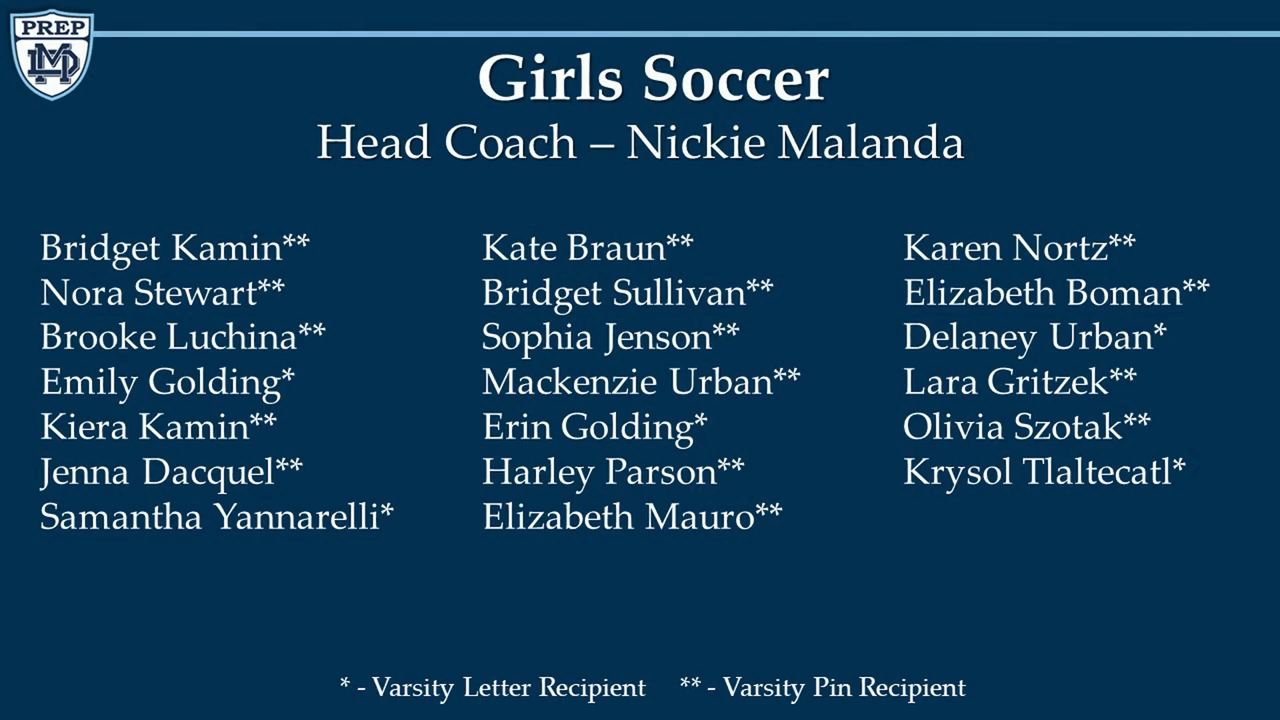 PREP
MD
Girls Soccer
Head Coach – Nickie Malanda
Bridget Kamin**
Nora Stewart**
Brooke Luchina**
Emily Golding*
Kiera Kamin**
Jenna Dacquel**
Samantha Yannarelli*
Kate Braun**
Bridget Sullivan**
Sophia Jenson**
Mackenzie Urban**
Erin Golding*
Harley Parson**
Elizabeth Mauro**
Karen Nortz**
Elizabeth Boman**
Delaney Urban*
Lara Gritzek**
Olivia Szotak**
Krysol Tlaltecatl*
* - Varsity Letter Recipient ** - Varsity Pin Recipient